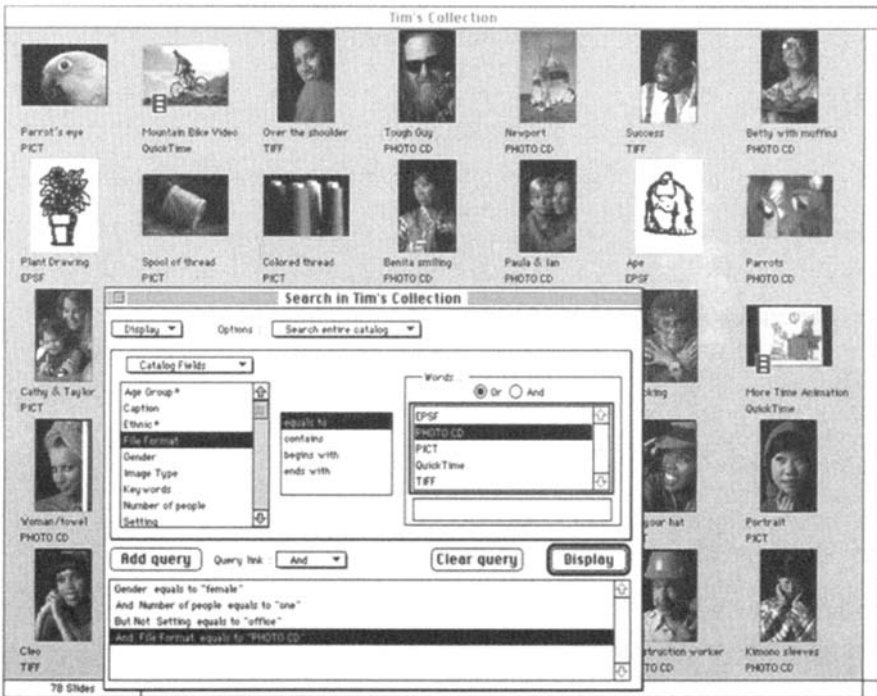 Tim's Collection
Parrot's eye
PICT
Mountain Bike Video
QuickTime
Over the shoulder
TIFF
Tough Guy
PHOTO CD
Newport
PHOTO CD
Success
TIFF
Betty with muffins
PHOTO CD
Plant Drawing
EPSF
Spool of thread
PICT
Colored thread
PICT
Benita smiling
PHOTO CD
Paula & Ian
PHOTO CD
Ape
EPSF
Parrots
PHOTO CD
Cathy & Taylor
PICT
More Time Animation
QuickTime
Woman/towel
PHOTO CD
your hat
Portrait
PICT
Cleo
TIFF
struction worker
TO CD
Kimono sleeves
PHOTO CD
78 Slides
Search in Tim's Collection
Display
Options :
Search entire catalog
Catalog Fields
Age Group*
Caption
Ethnic*
File Format
Gender
Image Type
Keywords
Number of people
Setting
equals to
contains
begins with
ends with
Words
Or
And
EPSF
PHOTO CD
PICT
QuickTime
TIFF
Add query
Query link :
And
Clear query
Display
Gender equals to "female"
And Number of people equals to "one"
But Not Setting equals to "office"
And File Format equals to "PHOTO CD"